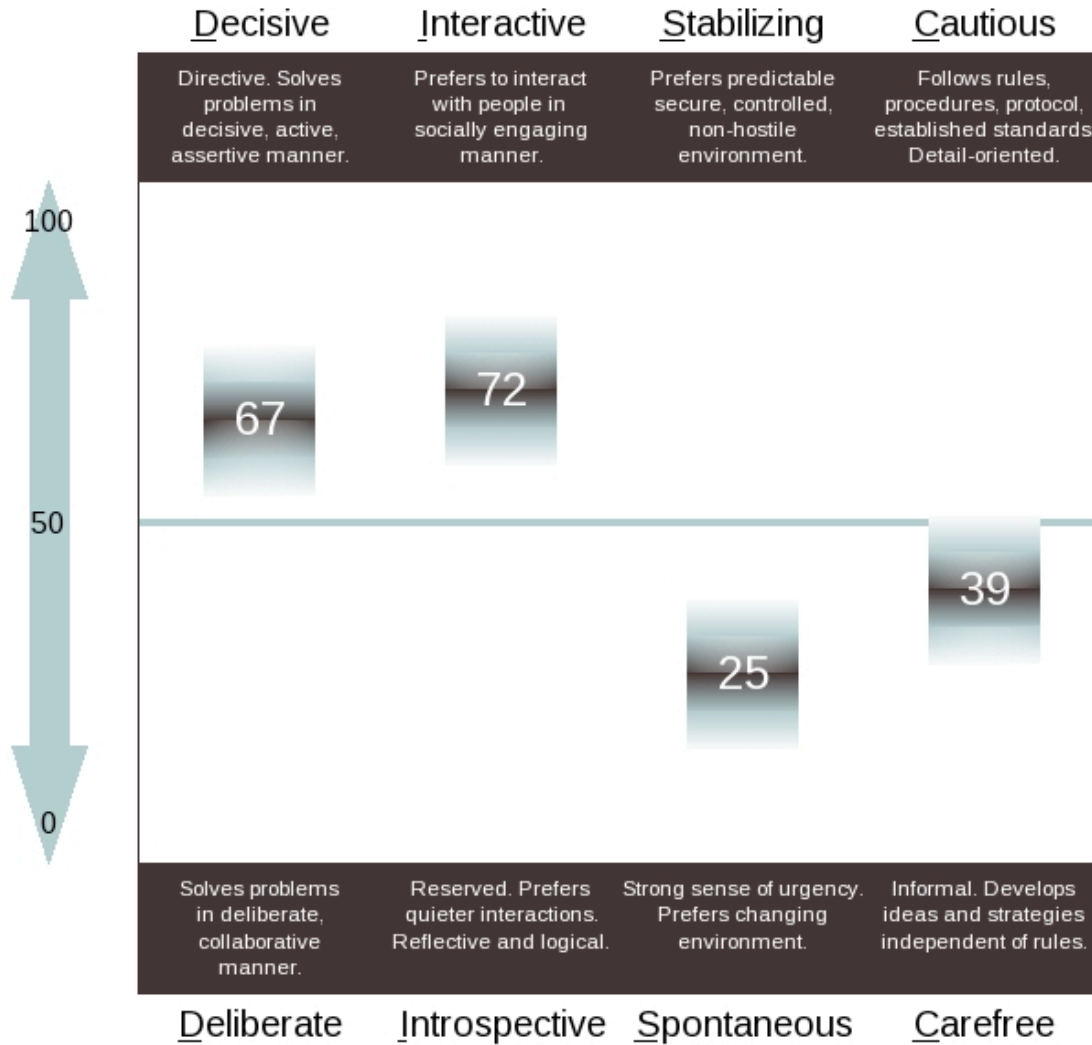 Decisive
Interactive
Stabilizing
Cautious
Directive. Solves
problems in
decisive, active,
assertive manner.
Prefers to interact
with people in
socially engaging
manner.
Prefers predictable
secure, controlled,
non-hostile
environment.
Follows rules,
procedures, protocol,
established standards
Detail-oriented.
100
50
0
67
72
25
39
Solves problems
in deliberate,
collaborative
manner.
Reserved. Prefers
quieter interactions.
Reflective and logical.
Strong sense of urgency.
Prefers changing
environment.
Informal. Develops
ideas and strategies
independent of rules.
Deliberate
Introspective
Spontaneous
Carefree